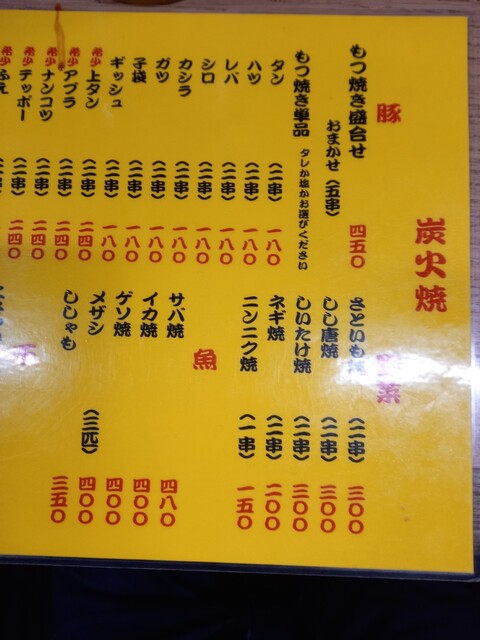 炭火焼
豚
もつ焼き盛合せ
おまかせ(五串) 四五〇
もつ焼き単品 タレか塩かお選びください
タン (二串) 一八〇
ハツ (二串) 一八〇
レバ (二串) 一八〇
シロ (二串) 一八〇
カシラ (二串) 一八〇
ガツ (二串) 一八〇
子袋 (二串) 一八〇
ギッシュ (二串) 一八〇
希少 上タン (二串) 二四〇
希少 アブラ (二串) 二四〇
希少 ナンコツ (二串) 二四〇
希少 テッポー (二串) 二四〇
希少
野菜
さといも焼 (二串) 三〇〇
しし唐焼 (二串) 三〇〇
しいたけ焼 (二串) 三〇〇
ネギ焼 (二串) 二〇〇
ニンニク焼 (一串) 一五〇
魚
サバ焼 四八〇
イカ焼 四〇〇
ゲソ焼 四〇〇
メザシ (三匹) 四〇〇
ししゃも 三五〇